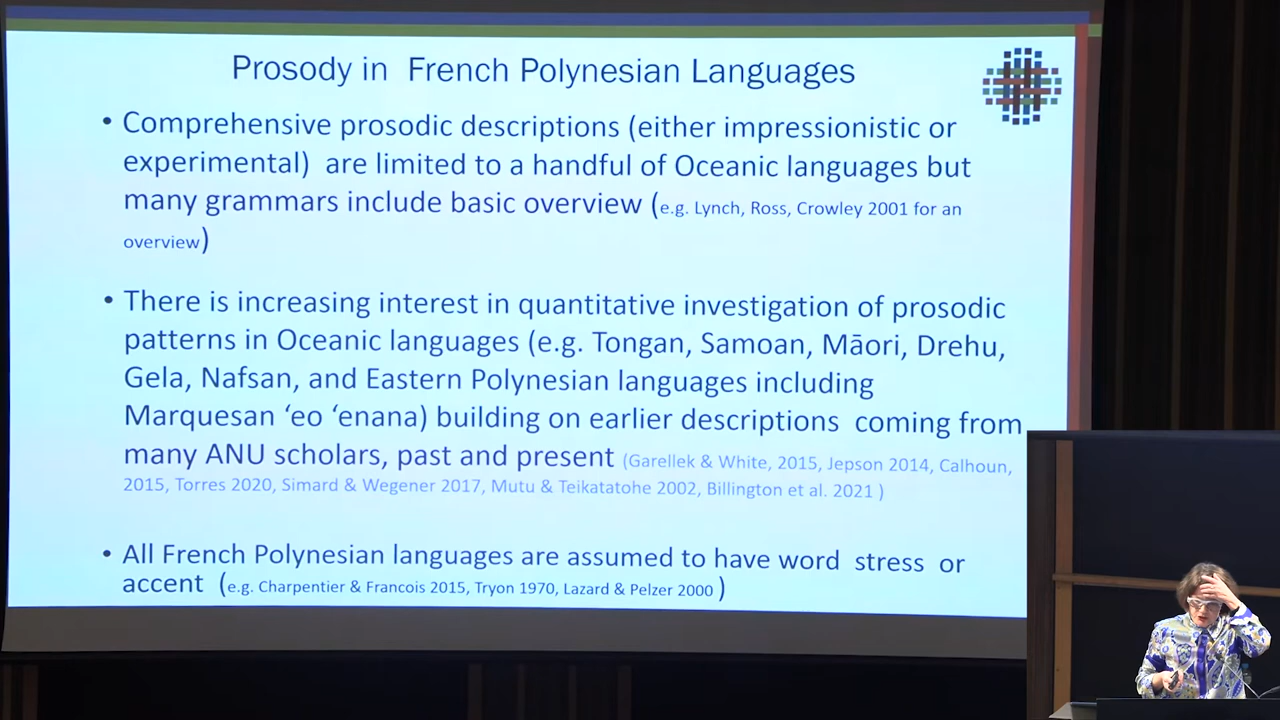 Prosody in French Polynesian Languages
• Comprehensive prosodic descriptions (either impressionistic or
experimental) are limited to a handful of Oceanic languages but
many grammars include basic overview (e.g. Lynch, Ross, Crowley 2001 for an
overview)
• There is increasing interest in quantitative investigation of prosodic
patterns in Oceanic languages (e.g. Tongan, Samoan, Māori, Drehu,
Gela, Nafsan, and Eastern Polynesian languages including
Marquesan ‘eo ‘enana) building on earlier descriptions coming from
many ANU scholars, past and present (Garellek & White, 2015, Jepson 2014, Calhoun,
2015, Torres 2020, Simard & Wegener 2017, Mutu & Teikatatohe 2002, Billington et al. 2021 )
• All French Polynesian languages are assumed to have word stress or
accent (e.g. Charpentier & Francois 2015, Tryon 1970, Lazard & Pelzer 2000 )